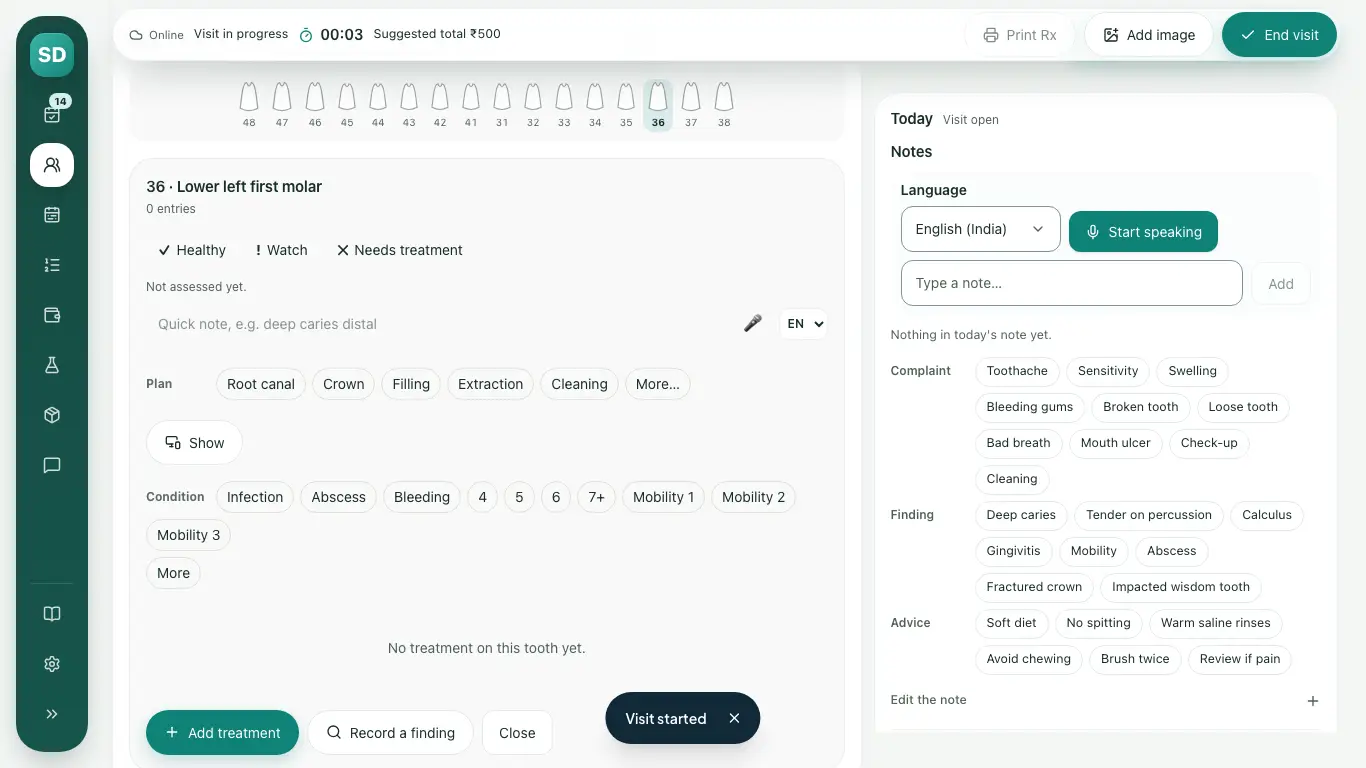 SD
14
Online Visit in progress 00:03 Suggested total ₹500
Print Rx
Add image
End visit
48 47 46 45 44 43 42 41 31 32 33 34 35 36 37 38
36 · Lower left first molar
0 entries
Healthy ! Watch Needs treatment
Not assessed yet.
Quick note, e.g. deep caries distal
EN
Plan Root canal Crown Filling Extraction Cleaning More...
Show
Condition Infection Abscess Bleeding 4 5 6 7+ Mobility 1 Mobility 2
Mobility 3
More
No treatment on this tooth yet.
Add treatment
Record a finding
Close
Visit started
Today Visit open
Notes
Language
English (India)
Start speaking
Type a note...
Add
Nothing in today's note yet.
Complaint Toothache Sensitivity Swelling
Bleeding gums Broken tooth Loose tooth
Bad breath Mouth ulcer Check-up
Cleaning
Finding Deep caries Tender on percussion Calculus
Gingivitis Mobility Abscess
Fractured crown Impacted wisdom tooth
Advice Soft diet No spitting Warm saline rinses
Avoid chewing Brush twice Review if pain
Edit the note